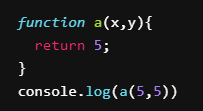 function a(x,y){
  return 5;
}
console.log(a(5,5))